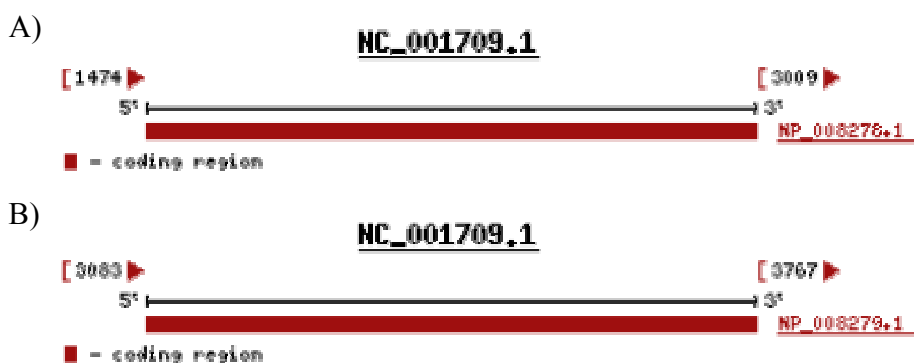 A)
NC_001709.1
[1474▶ [3009▶
5' 3'
NP_008278.1
■ = coding region
B)
NC_001709.1
[3083▶ [3767▶
5' 3'
NP_008279.1
■ = coding region